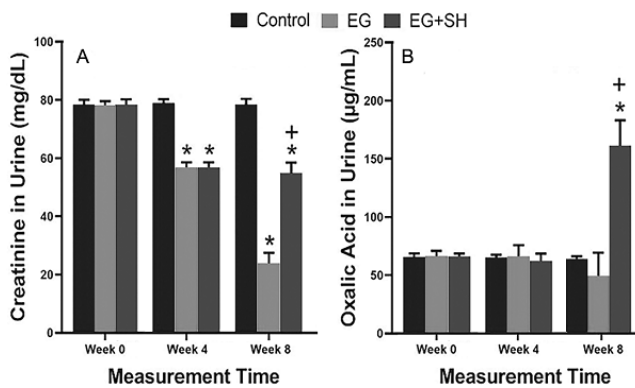 Control EG EG+SH
A
Creatinine in Urine (mg/dL)
100
80
60
40
20
0
* *
*
+
*
Week 0 Week 4 Week 8
Measurement Time
B
Oxalic Acid in Urine (µg/mL)
250
200
150
100
50
0
+
*
Week 0 Week 4 Week 8
Measurement Time